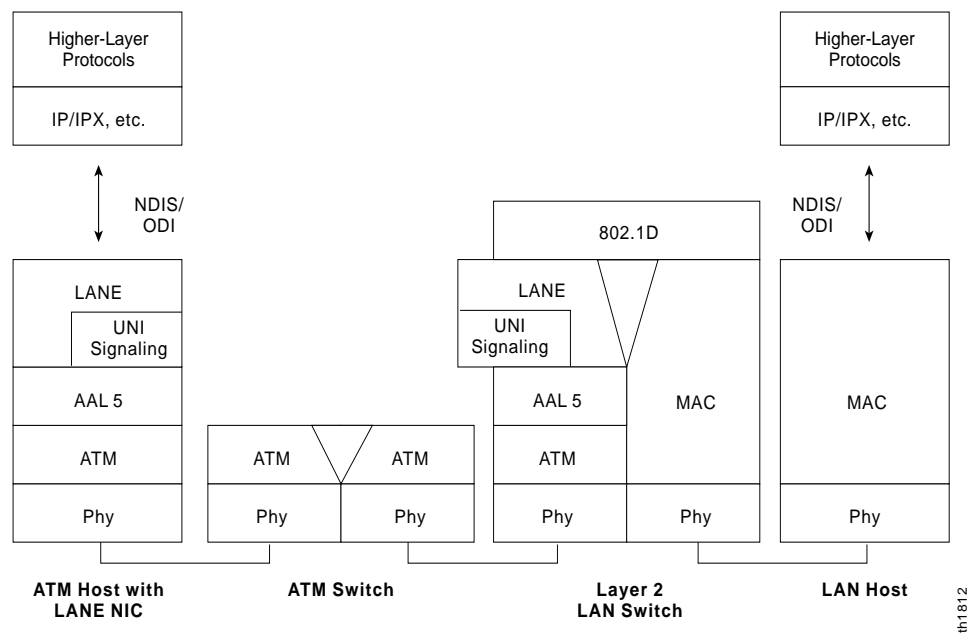 Higher-Layer
Protocols
IP/IPX, etc.
NDIS/
ODI
LANE
UNI
Signaling
AAL 5
ATM
Phy
ATM Host with
LANE NIC
ATM
ATM
Phy
Phy
ATM Switch
802.1D
LANE
UNI
Signaling
AAL 5
ATM
MAC
Phy
Phy
Layer 2
LAN Switch
Higher-Layer
Protocols
IP/IPX, etc.
NDIS/
ODI
MAC
Phy
LAN Host
th1812